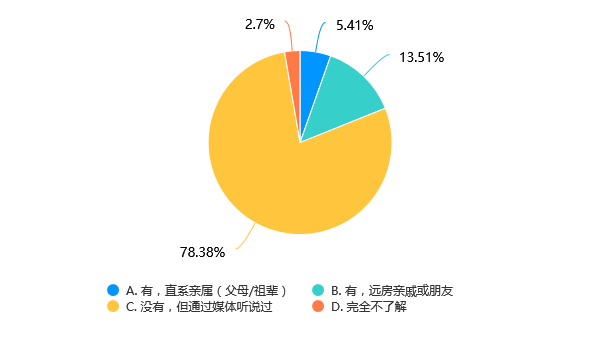 2.7%
5.41%
13.51%
78.38%
A. 有，直系亲属（父母/祖辈）
B. 有，远房亲戚或朋友
C. 没有，但通过媒体听说过
D. 完全不了解